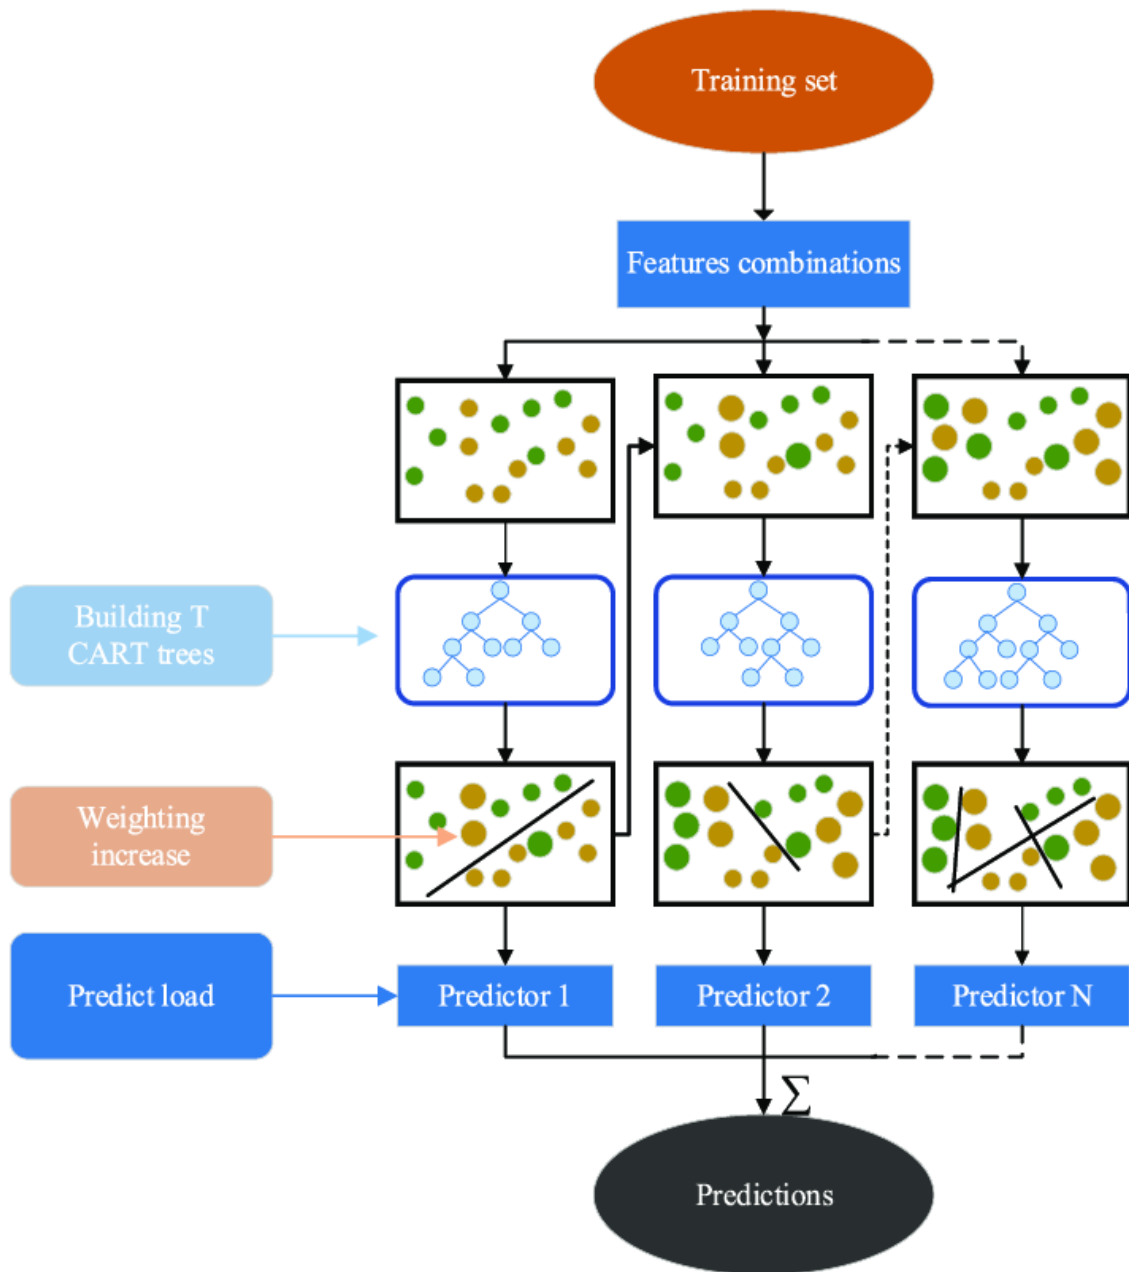 Training set
Features combinations
Building T
CART trees
Weighting
increase
Predict load
Predictor 1
Predictor 2
Predictor N
Σ
Predictions